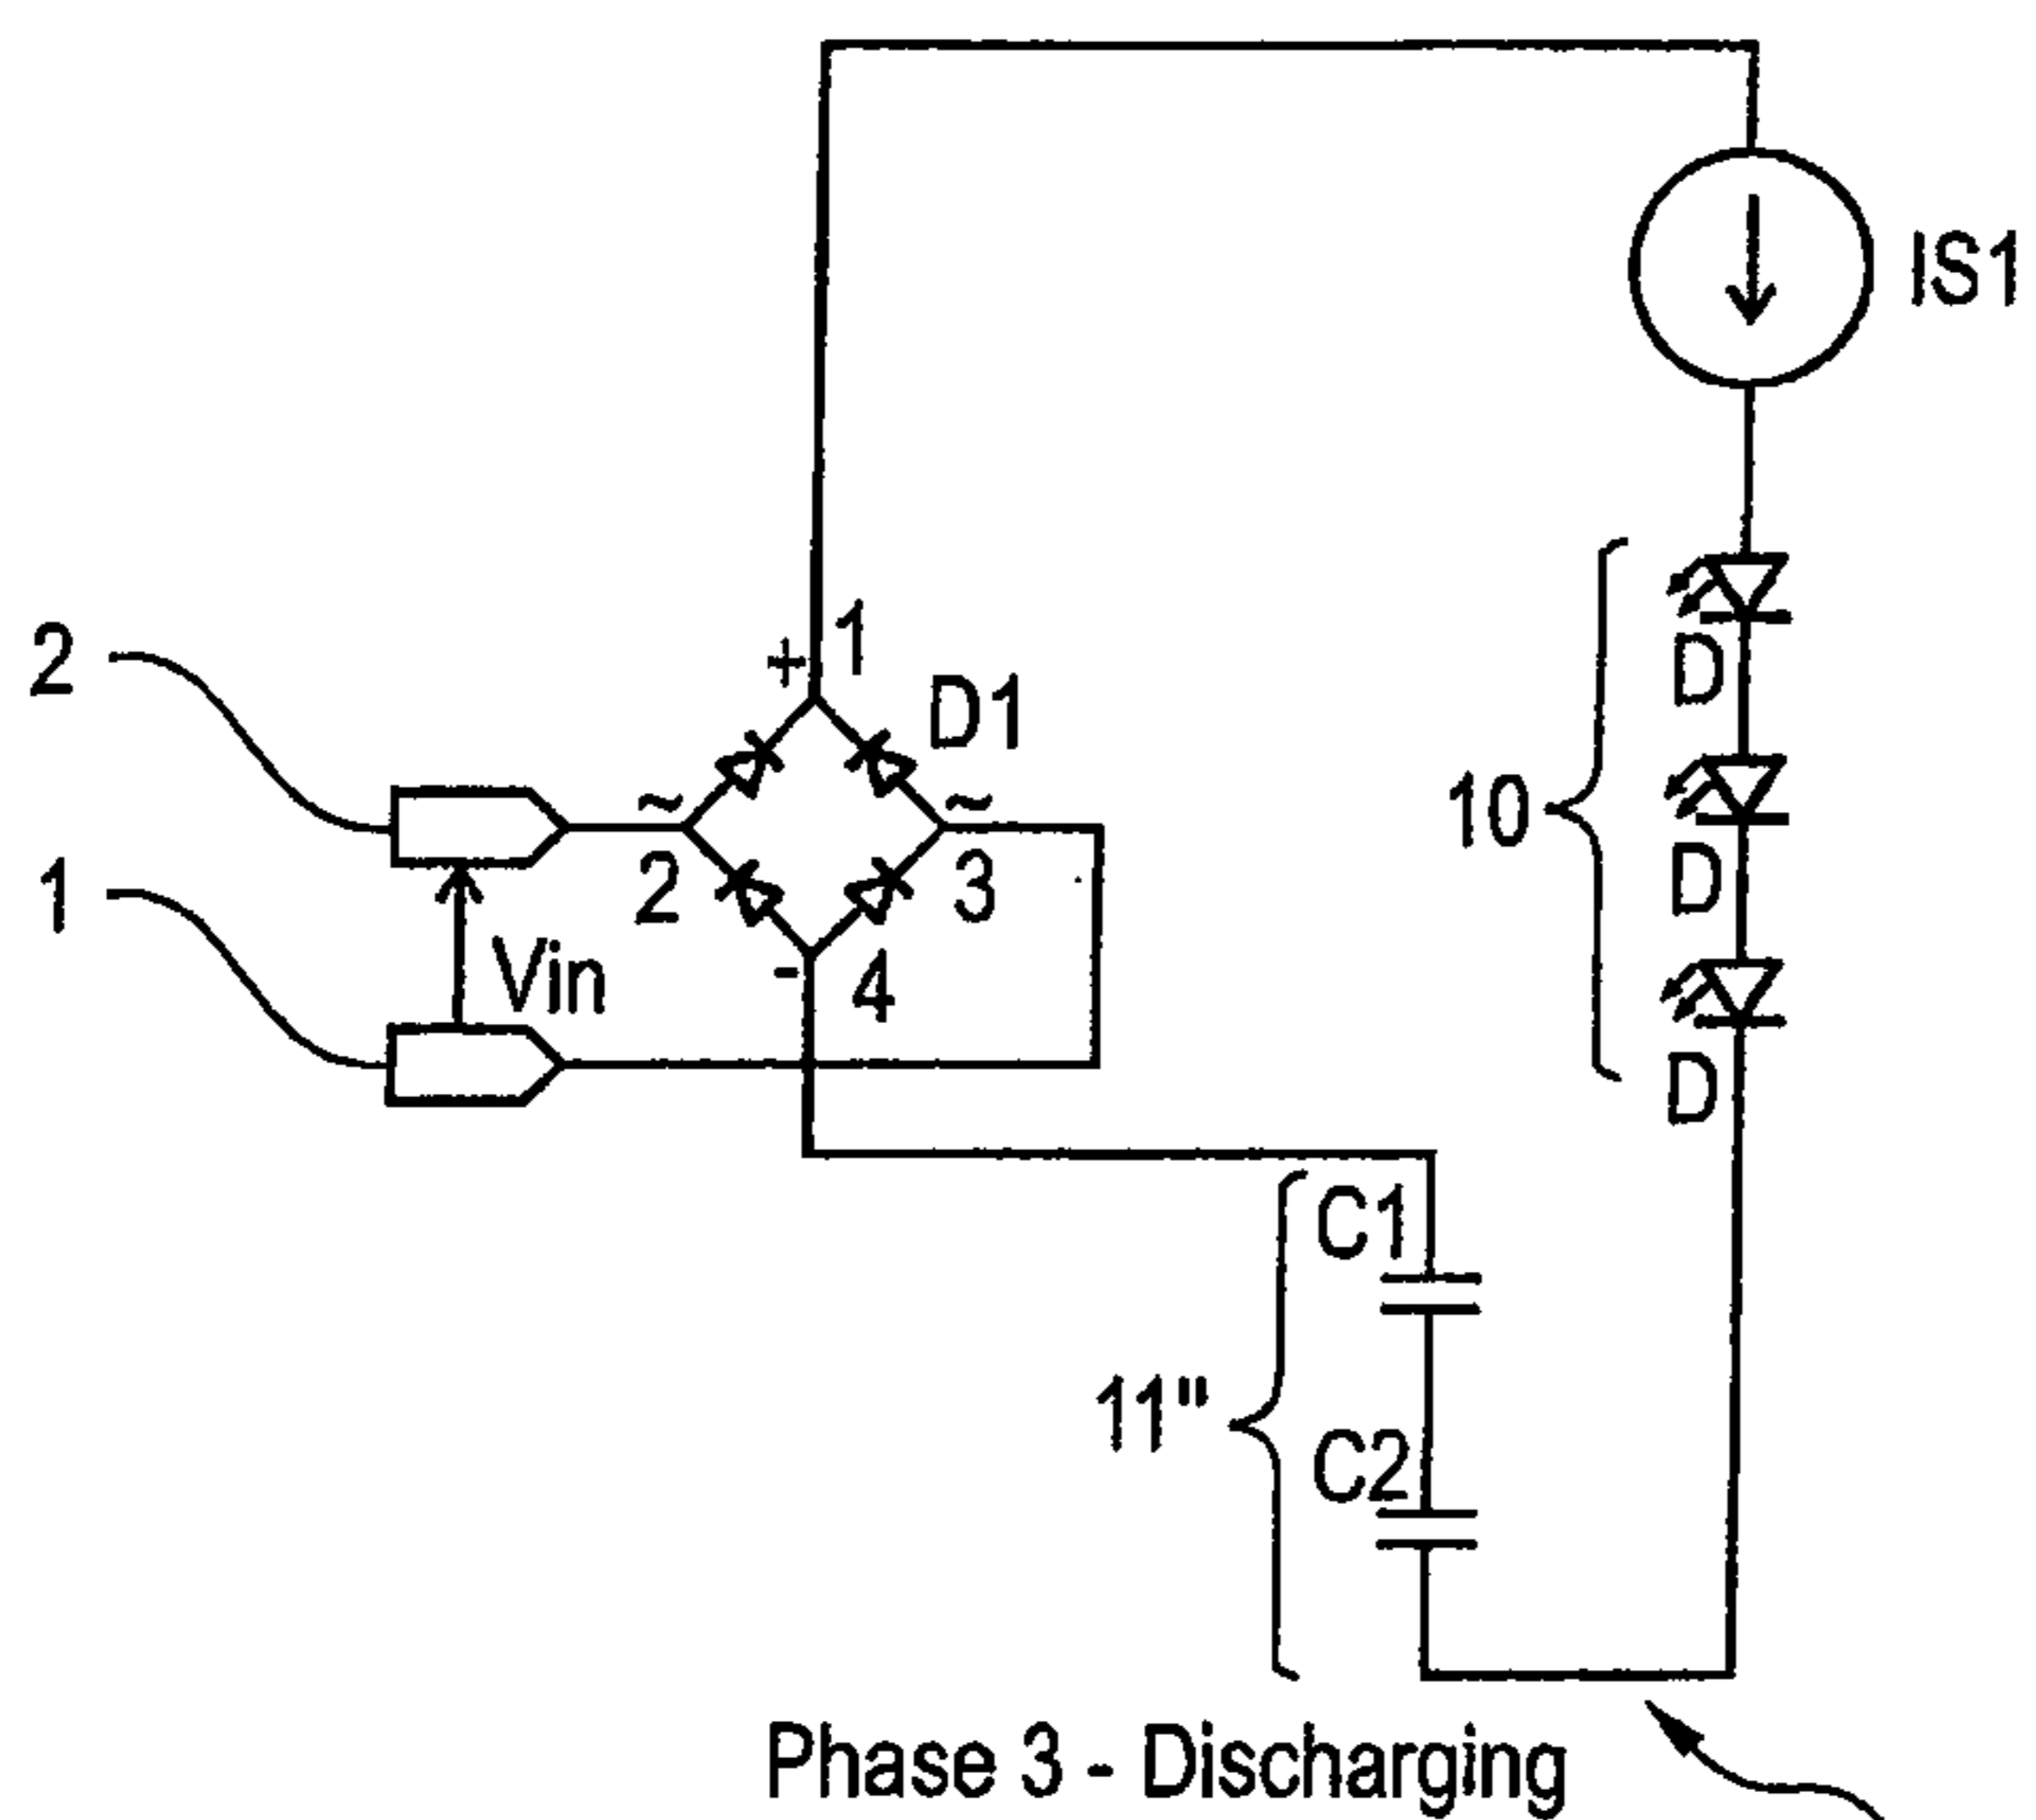 IS1
2
+ 1
D1
~ ~
10
D
2 3
1
D
Vin
- 4
D
C1
11"
C2
Phase 3 - Discharging